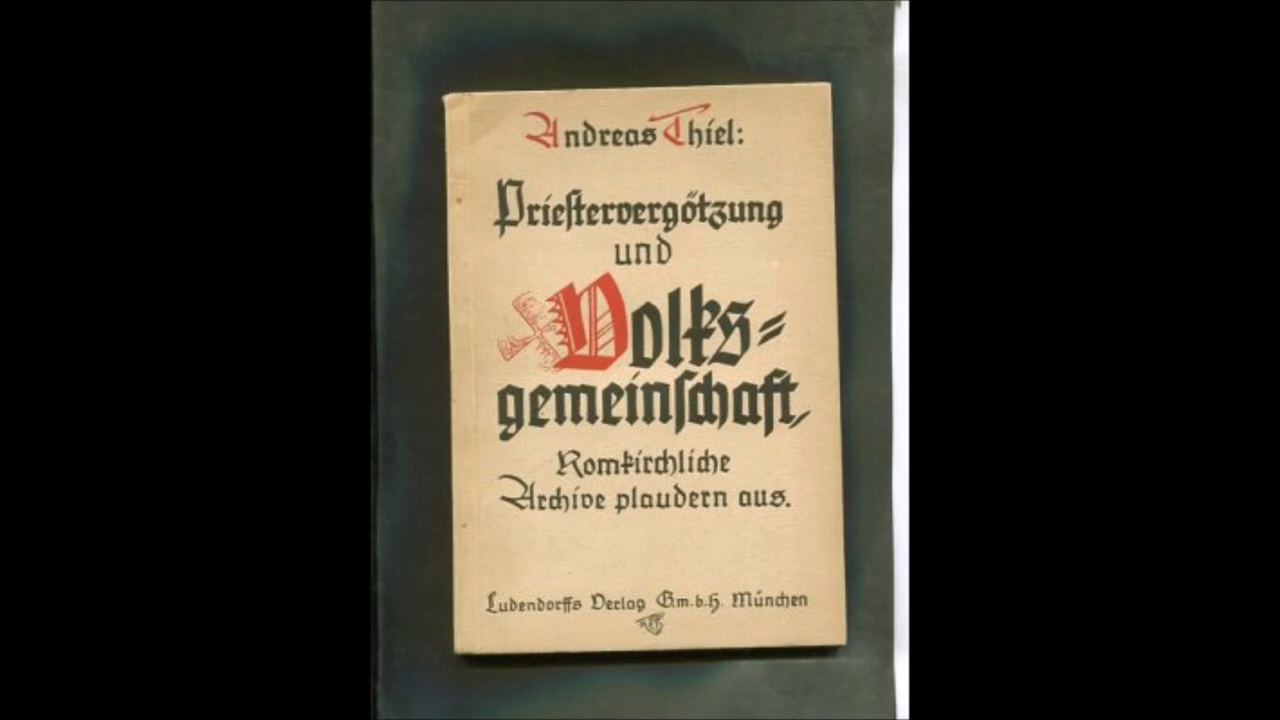 Andreas Thiel:
Priestervergötzung
und
Volks=
gemeinschaft,
Romkirchliche
Archive plaudern aus.
Ludendorffs Verlag G.m.b.H. München